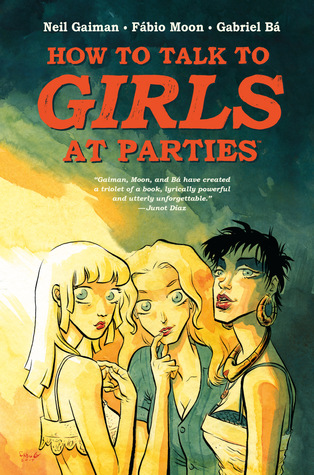 Neil Gaiman • Fábio Moon • Gabriel Bá
HOW TO TALK TO
GIRLS
AT PARTIES™
“Gaiman, Moon, and Bá have created
a triolet of a book, lyrically powerful
and utterly unforgettable.”
—Junot Díaz